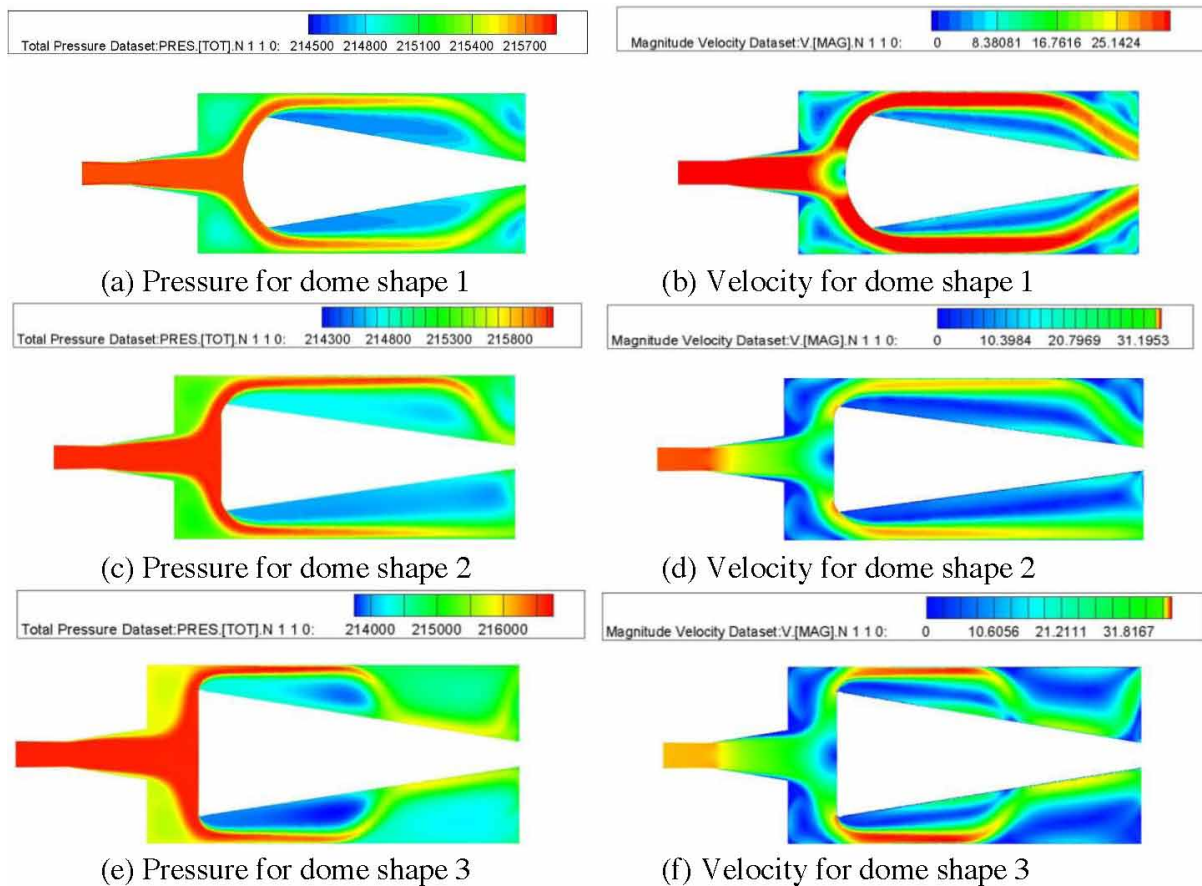 Total Pressure Dataset:PRES.[TOT].N 1 1 0: 214500 214800 215100 215400 215700
Magnitude Velocity Dataset:V.[MAG].N 1 1 0: 0 8.38081 16.7616 25.1424
(a) Pressure for dome shape 1
(b) Velocity for dome shape 1
Total Pressure Dataset:PRES.[TOT].N 1 1 0: 214300 214800 215300 215800
Magnitude Velocity Dataset:V.[MAG].N 1 1 0: 0 10.3984 20.7969 31.1953
(c) Pressure for dome shape 2
(d) Velocity for dome shape 2
Total Pressure Dataset:PRES.[TOT].N 1 1 0: 214000 215000 216000
Magnitude Velocity Dataset:V.[MAG].N 1 1 0: 0 10.6056 21.2111 31.8167
(e) Pressure for dome shape 3
(f) Velocity for dome shape 3